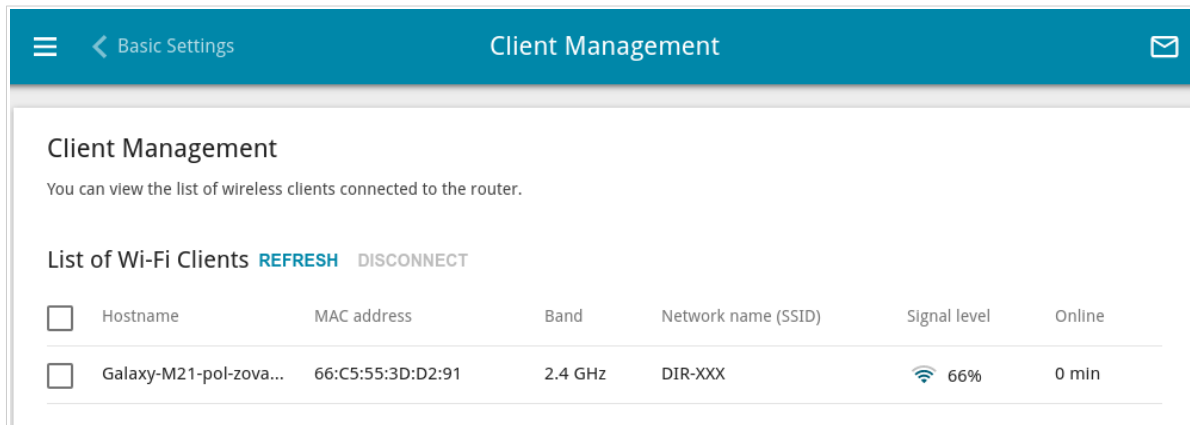 Basic Settings Client Management
Client Management
You can view the list of wireless clients connected to the router.
List of Wi-Fi Clients REFRESH DISCONNECT
Hostname MAC address Band Network name (SSID) Signal level Online
Galaxy-M21-pol-zova... 66:C5:55:3D:D2:91 2.4 GHz DIR-XXX 66% 0 min